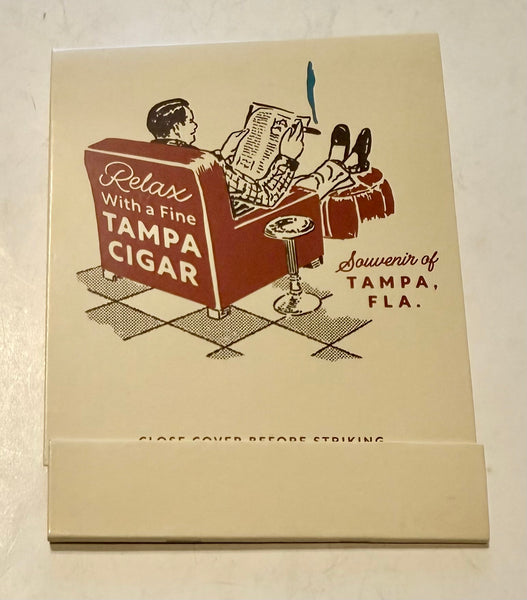 Relax
With a Fine
TAMPA
CIGAR
Souvenir of
TAMPA,
FLA.
CLOSE COVER BEFORE STRIKING